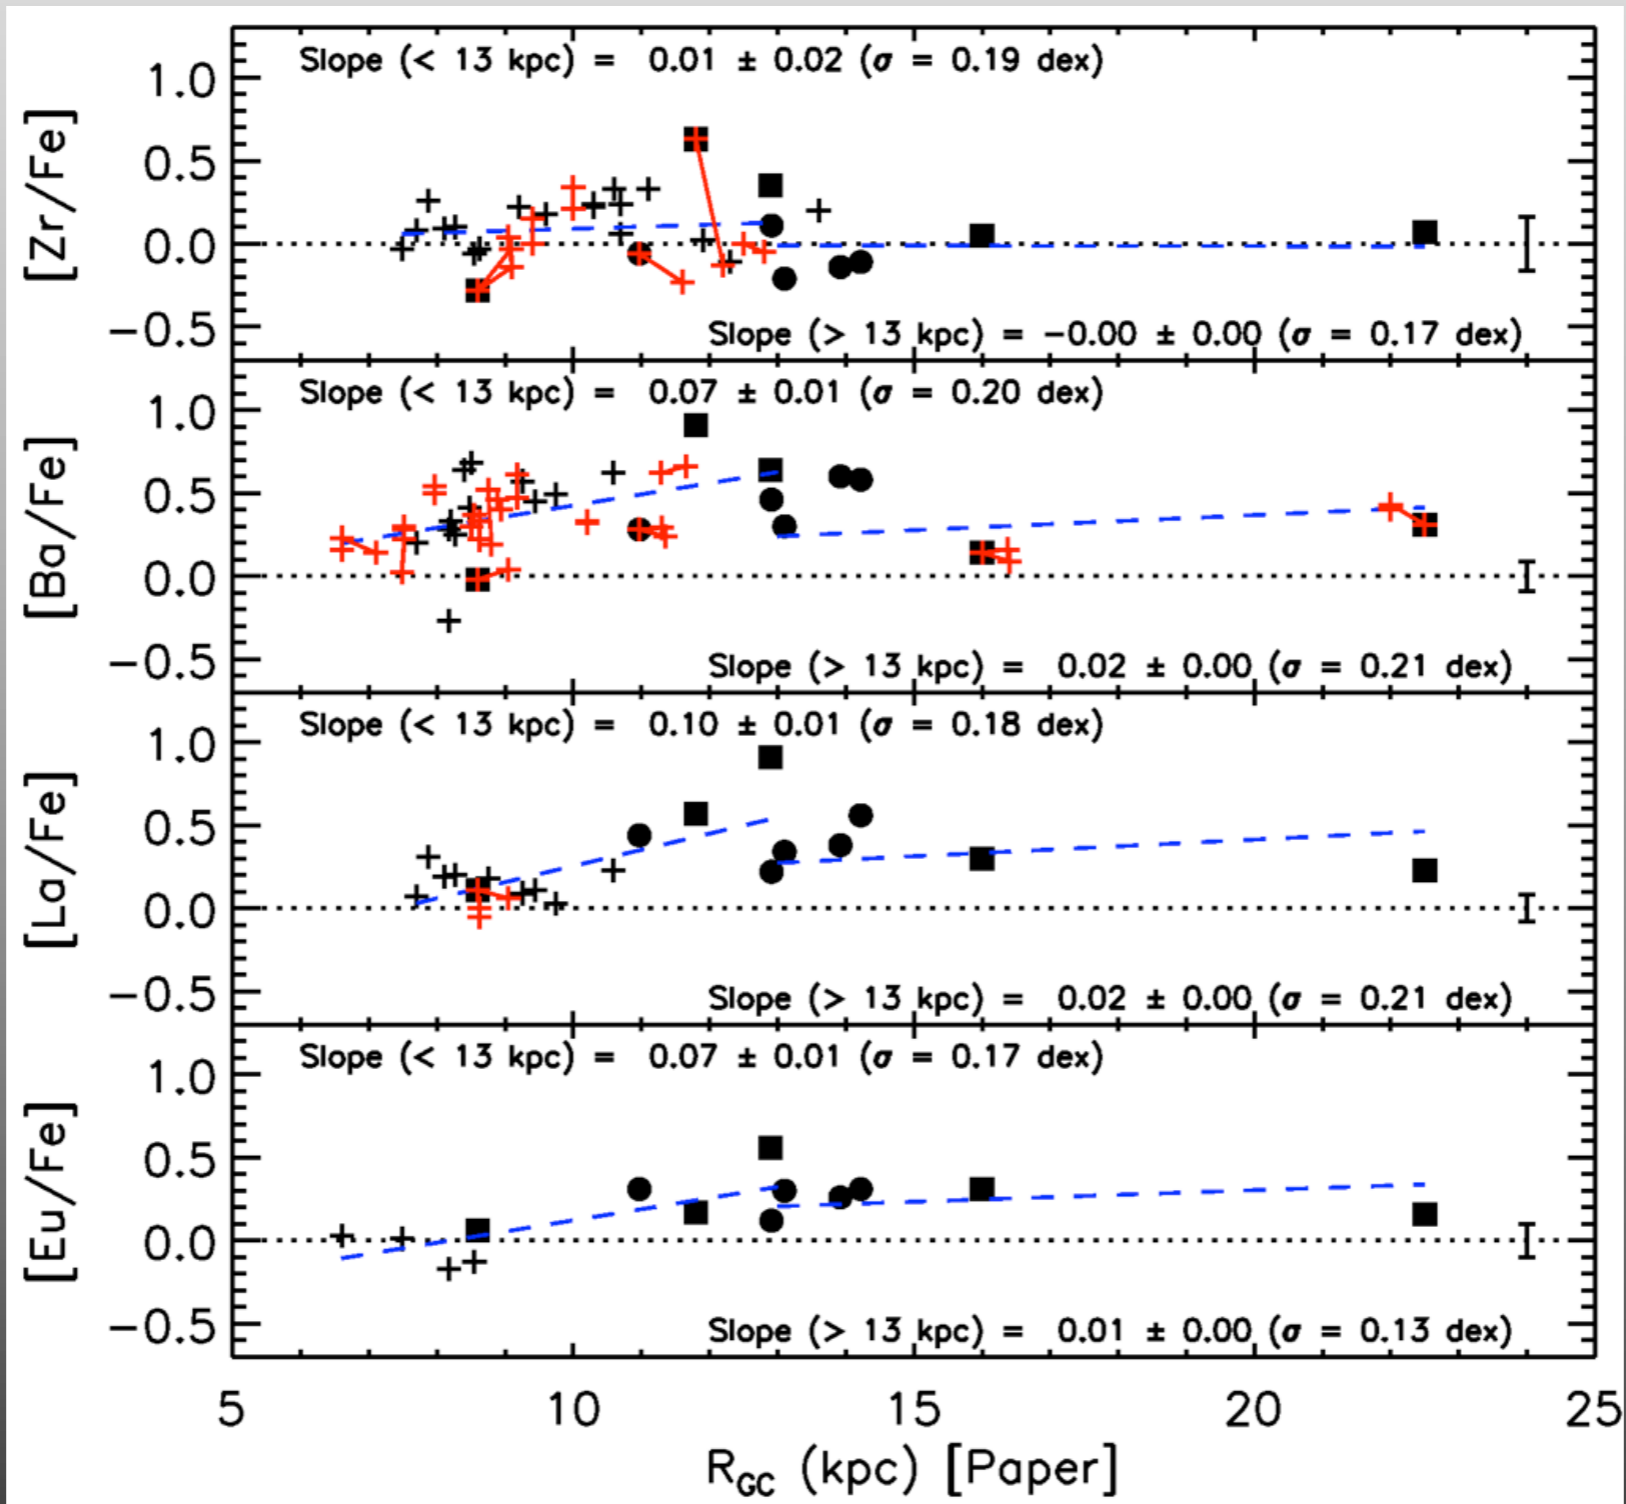 Slope (< 13 kpc) = 0.01 ± 0.02 (σ = 0.19 dex)
[Zr/Fe]
1.0
0.5
0.0
−0.5
Slope (> 13 kpc) = −0.00 ± 0.00 (σ = 0.17 dex)
Slope (< 13 kpc) = 0.07 ± 0.01 (σ = 0.20 dex)
[Ba/Fe]
1.0
0.5
0.0
−0.5
Slope (> 13 kpc) = 0.02 ± 0.00 (σ = 0.21 dex)
Slope (< 13 kpc) = 0.10 ± 0.01 (σ = 0.18 dex)
[La/Fe]
1.0
0.5
0.0
−0.5
Slope (> 13 kpc) = 0.02 ± 0.00 (σ = 0.21 dex)
Slope (< 13 kpc) = 0.07 ± 0.01 (σ = 0.17 dex)
[Eu/Fe]
1.0
0.5
0.0
−0.5
Slope (> 13 kpc) = 0.01 ± 0.00 (σ = 0.13 dex)
5 10 15 20 25
R_GC (kpc) [Paper]